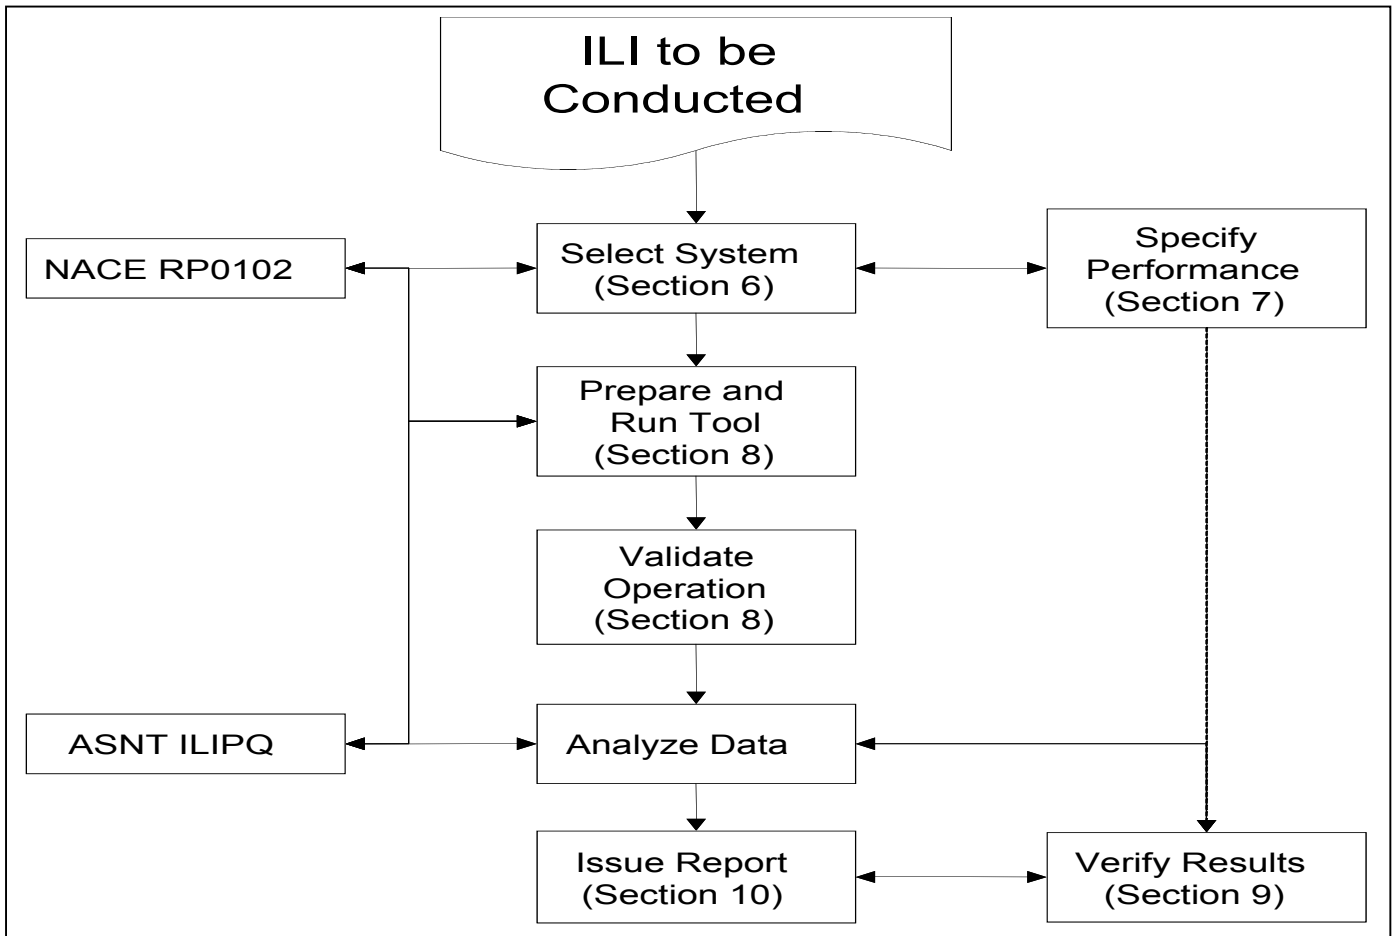 ILI to be
Conducted
NACE RP0102
Select System
(Section 6)
Specify
Performance
(Section 7)
Prepare and
Run Tool
(Section 8)
Validate
Operation
(Section 8)
ASNT ILIPQ
Analyze Data
Issue Report
(Section 10)
Verify Results
(Section 9)